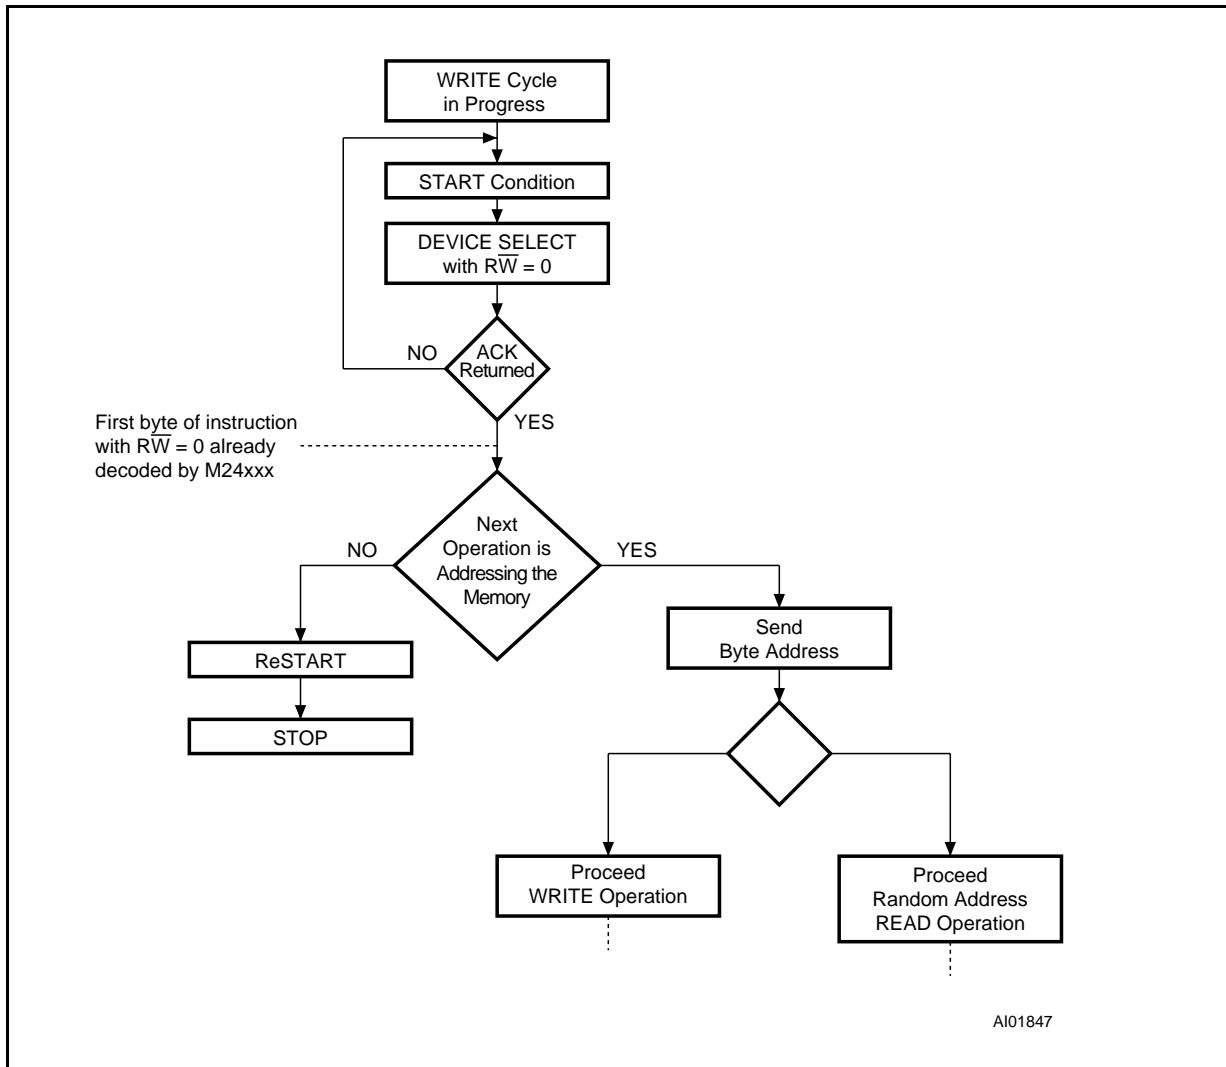 WRITE Cycle
in Progress
START Condition
DEVICE SELECT
with RW̅ = 0
NO
ACK
Returned
YES
First byte of instruction
with RW̅ = 0 already
decoded by M24xxx
NO
Next
Operation is
Addressing the
Memory
YES
Send
Byte Address
ReSTART
STOP
Proceed
WRITE Operation
Proceed
Random Address
READ Operation
AI01847